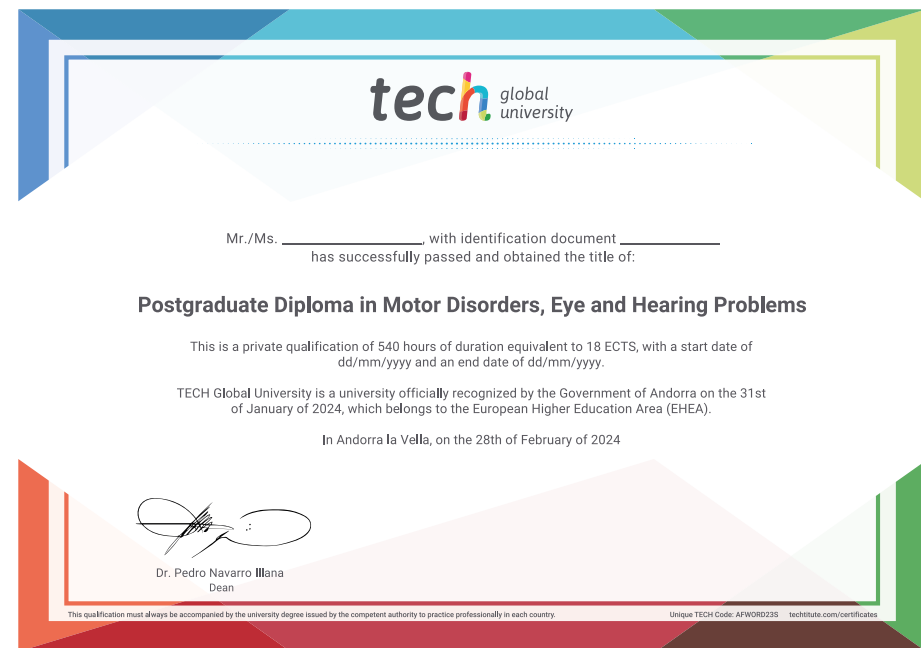 tech global university
Mr./Ms. ______________, with identification document ______________
has successfully passed and obtained the title of:
Postgraduate Diploma in Motor Disorders, Eye and Hearing Problems
This is a private qualification of 540 hours of duration equivalent to 18 ECTS, with a start date of
dd/mm/yyyy and an end date of dd/mm/yyyy.
TECH Global University is a university officially recognized by the Government of Andorra on the 31st
of January of 2024, which belongs to the European Higher Education Area (EHEA).
In Andorra la Vella, on the 28th of February of 2024
Dr. Pedro Navarro Illana
Dean
This qualification must always be accompanied by the university degree issued by the competent authority to practice professionally in each country.
Unique TECH Code: AFWORD23S techtitute.com/certificates